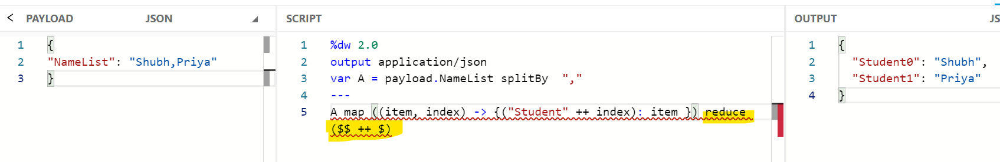 < PAYLOAD JSON
1 {
2 "NameList": "Shubh,Priya"
3 }
SCRIPT
1 %dw 2.0
2 output application/json
3 var A = payload.NameList splitBy  ","
4 ---
5 A map ((item, index) -> {("Student" ++ index): item }) reduce
($$ ++ $)
OUTPUT JS
1 {
2 "Student0": "Shubh",
3 "Student1": "Priya"
4 }